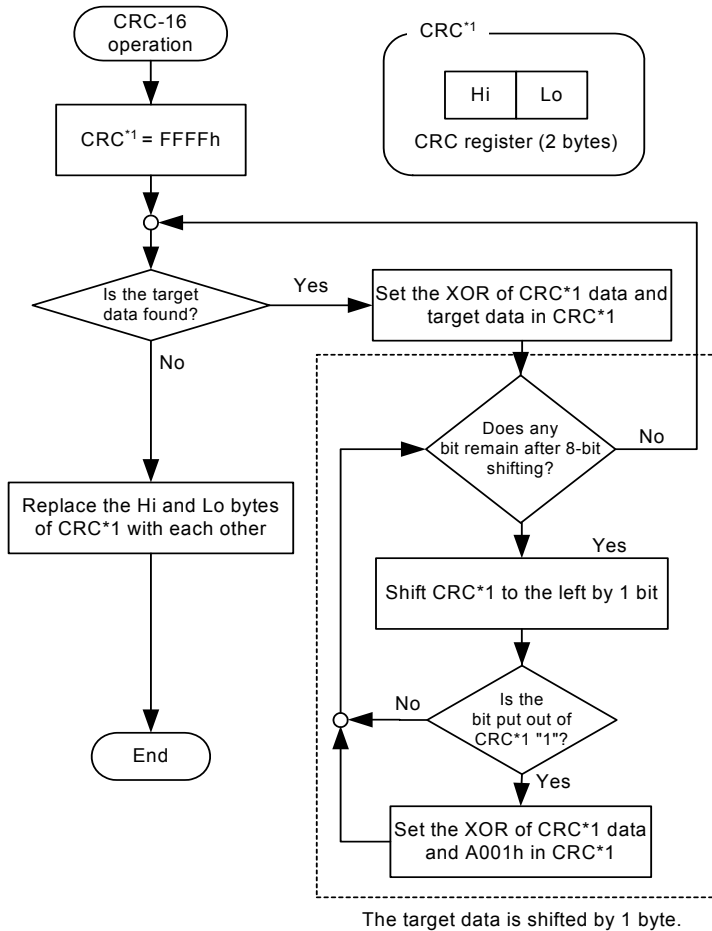 CRC-16
operation
CRC*1
Hi
Lo
CRC register (2 bytes)
CRC*1 = FFFFh
Is the target
data found?
Yes
No
Set the XOR of CRC*1 data and
target data in CRC*1
Does any
bit remain after 8-bit
shifting?
No
Yes
Replace the Hi and Lo bytes
of CRC*1 with each other
Shift CRC*1 to the left by 1 bit
Is the
bit put out of
CRC*1 "1"?
No
Yes
End
Set the XOR of CRC*1 data
and A001h in CRC*1
The target data is shifted by 1 byte.